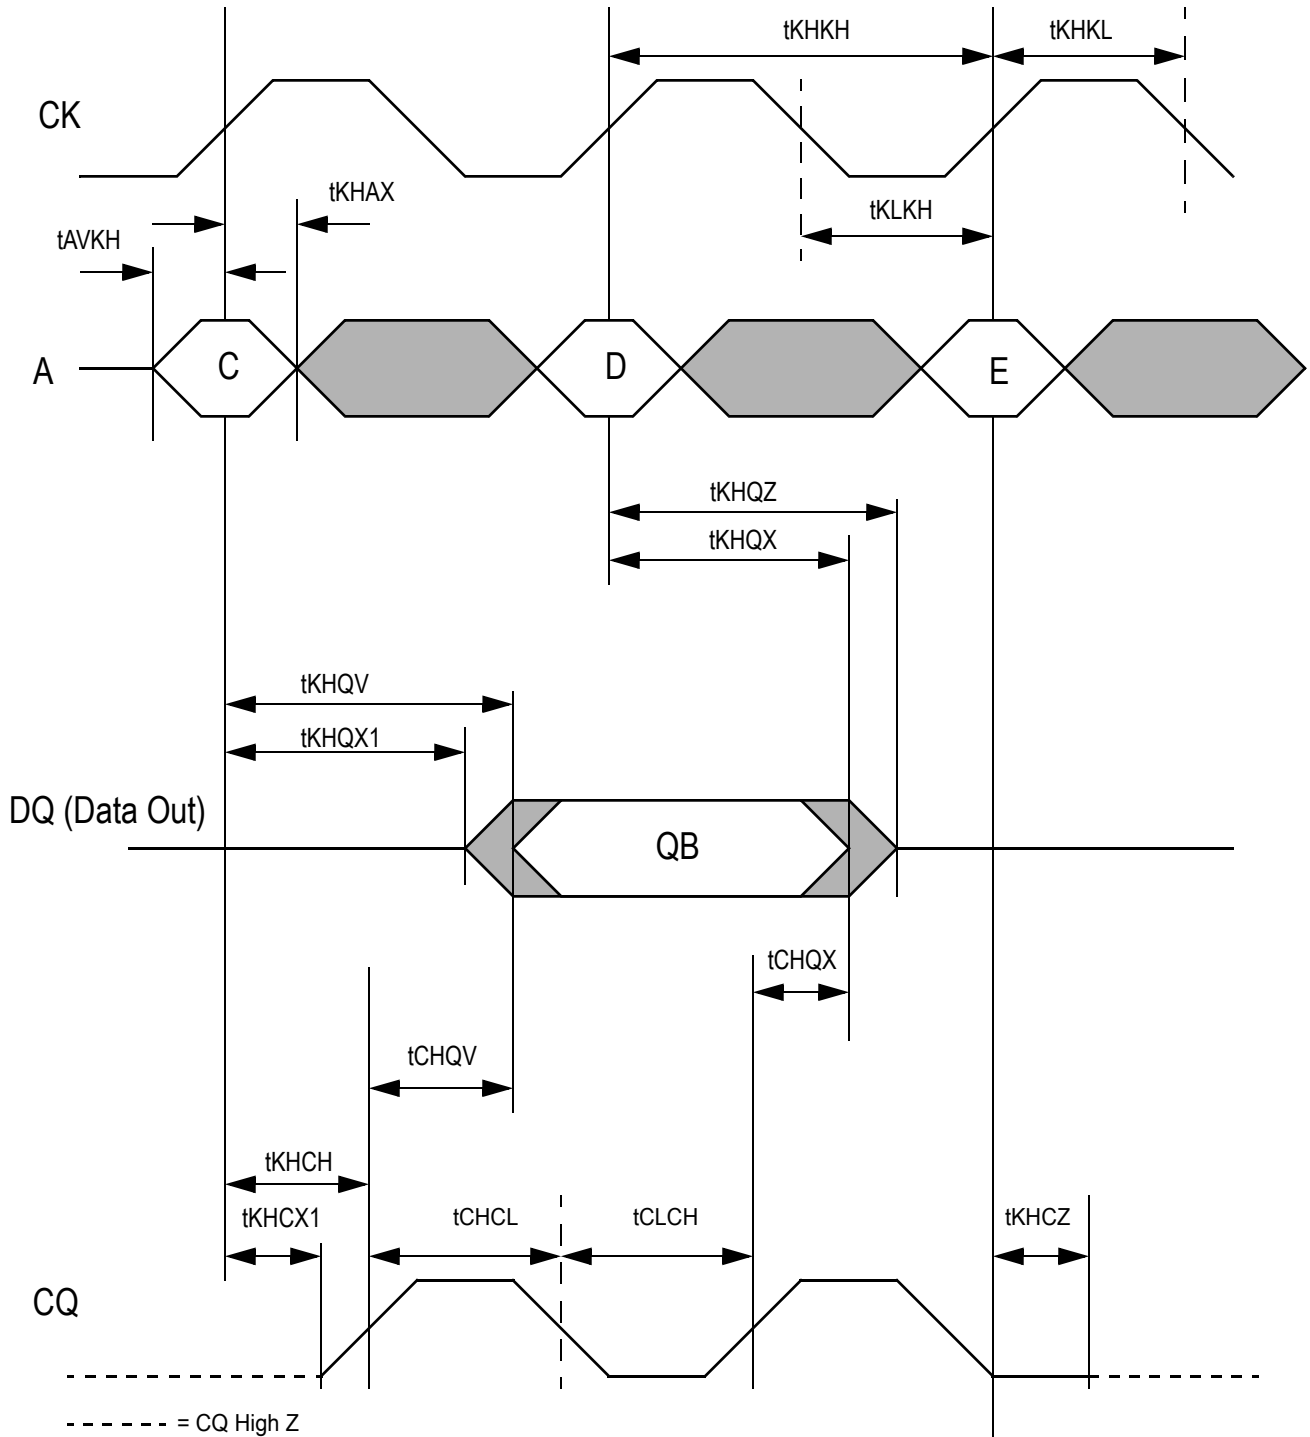 tKHKH
tKHKL
CK
tKHAX
tKLKH
tAVKH
A
C
D
E
tKHQZ
tKHQX
tKHQV
tKHQX1
DQ (Data Out)
QB
tCHQX
tCHQV
tKHCH
tKHCX1
tCHCL
tCLCH
tKHCZ
CQ
= CQ High Z